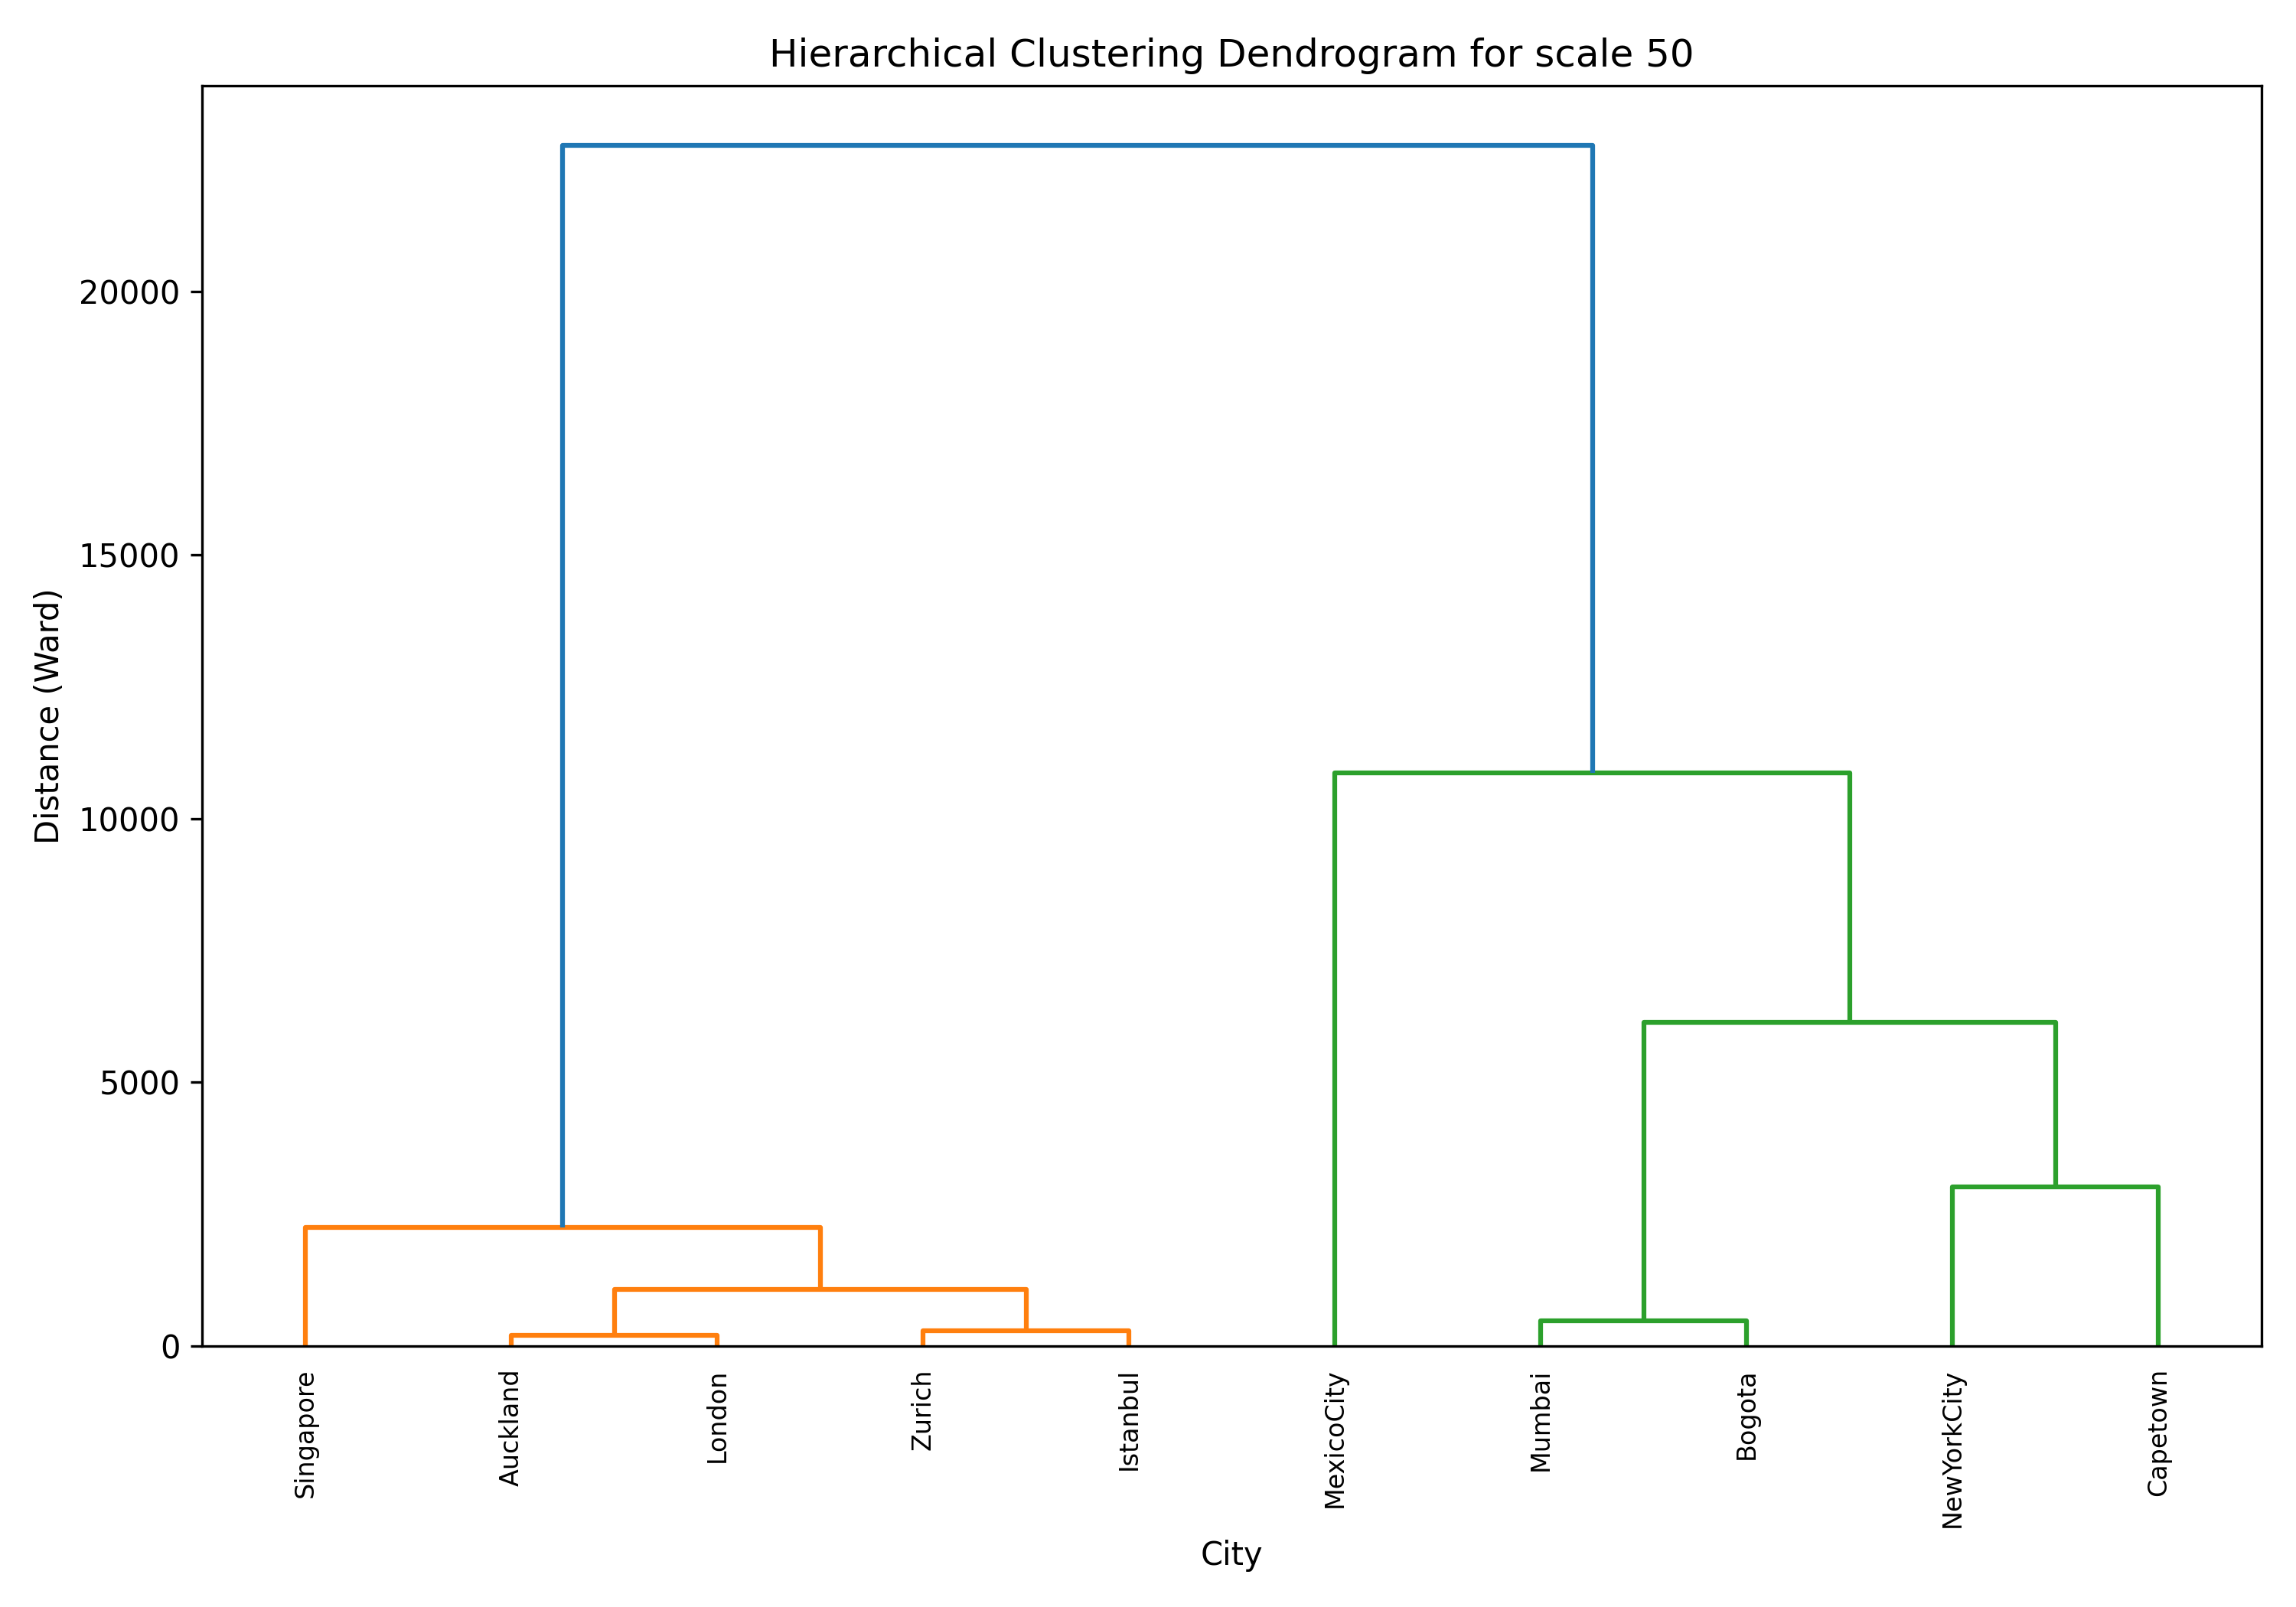 Hierarchical Clustering Dendrogram for scale 50
Distance (Ward)
20000
15000
10000
5000
0
Singapore
Auckland
London
Zurich
Istanbul
MexicoCity
Mumbai
Bogota
NewYorkCity
Capetown
City